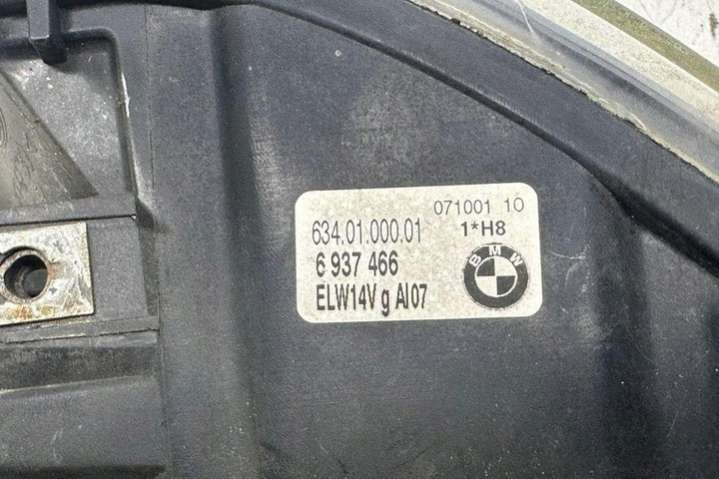 071001 10
634.01.000.01 1*H8
6 937 466
ELW14V g AI07
BMW